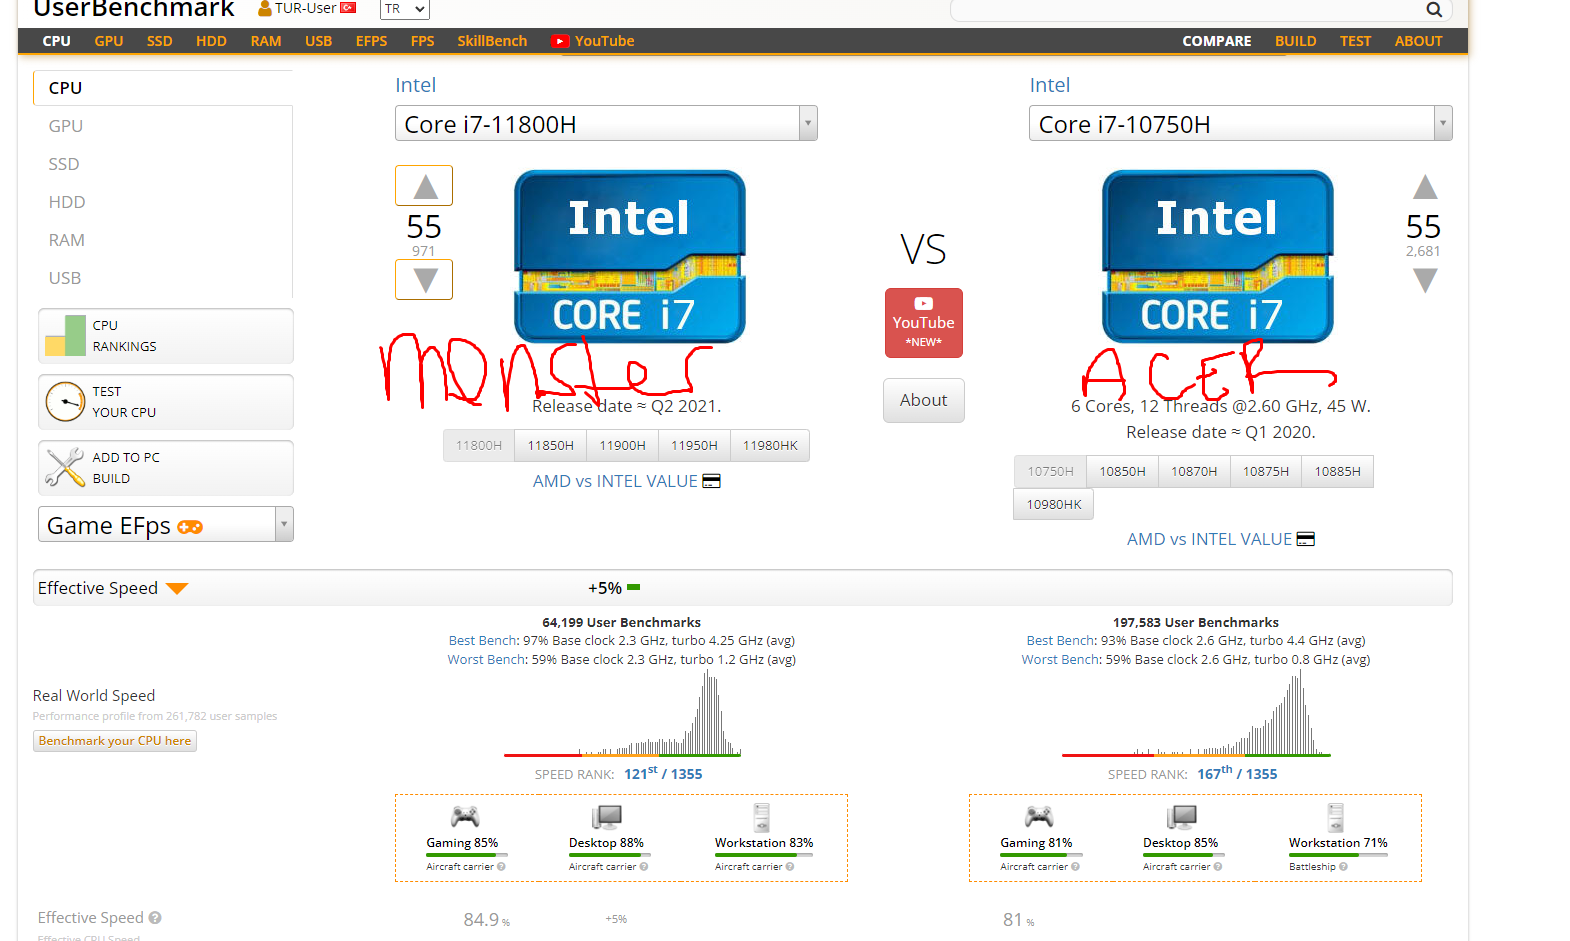 UserBenchmark TUR-User TR
CPU GPU SSD HDD RAM USB EFPS FPS SkillBench YouTube COMPARE BUILD TEST ABOUT
CPU
GPU
SSD
HDD
RAM
USB
CPU
RANKINGS
TEST
YOUR CPU
ADD TO PC
BUILD
Game EFps
Intel
Core i7-11800H
55
971
Intel
CORE i7
Monster
Release date ≈ Q2 2021.
11800H 11850H 11900H 11950H 11980HK
AMD vs INTEL VALUE
VS
YouTube
*NEW*
About
Intel
Core i7-10750H
Intel
CORE i7
55
2,681
ACER
6 Cores, 12 Threads @2.60 GHz, 45 W.
Release date ≈ Q1 2020.
10750H 10850H 10870H 10875H 10885H
10980HK
AMD vs INTEL VALUE
Effective Speed +5%
Real World Speed
Performance profile from 261,782 user samples
Benchmark your CPU here
64,199 User Benchmarks
Best Bench: 97% Base clock 2.3 GHz, turbo 4.25 GHz (avg)
Worst Bench: 59% Base clock 2.3 GHz, turbo 1.2 GHz (avg)
SPEED RANK: 121st / 1355
Gaming 85% Desktop 88% Workstation 83%
Aircraft carrier ? Aircraft carrier ? Aircraft carrier ?
197,583 User Benchmarks
Best Bench: 93% Base clock 2.6 GHz, turbo 4.4 GHz (avg)
Worst Bench: 59% Base clock 2.6 GHz, turbo 0.8 GHz (avg)
SPEED RANK: 167th / 1355
Gaming 81% Desktop 85% Workstation 71%
Aircraft carrier ? Aircraft carrier ? Battleship ?
Effective Speed ? 84.9 % +5% 81 %
Effective CPU Speed